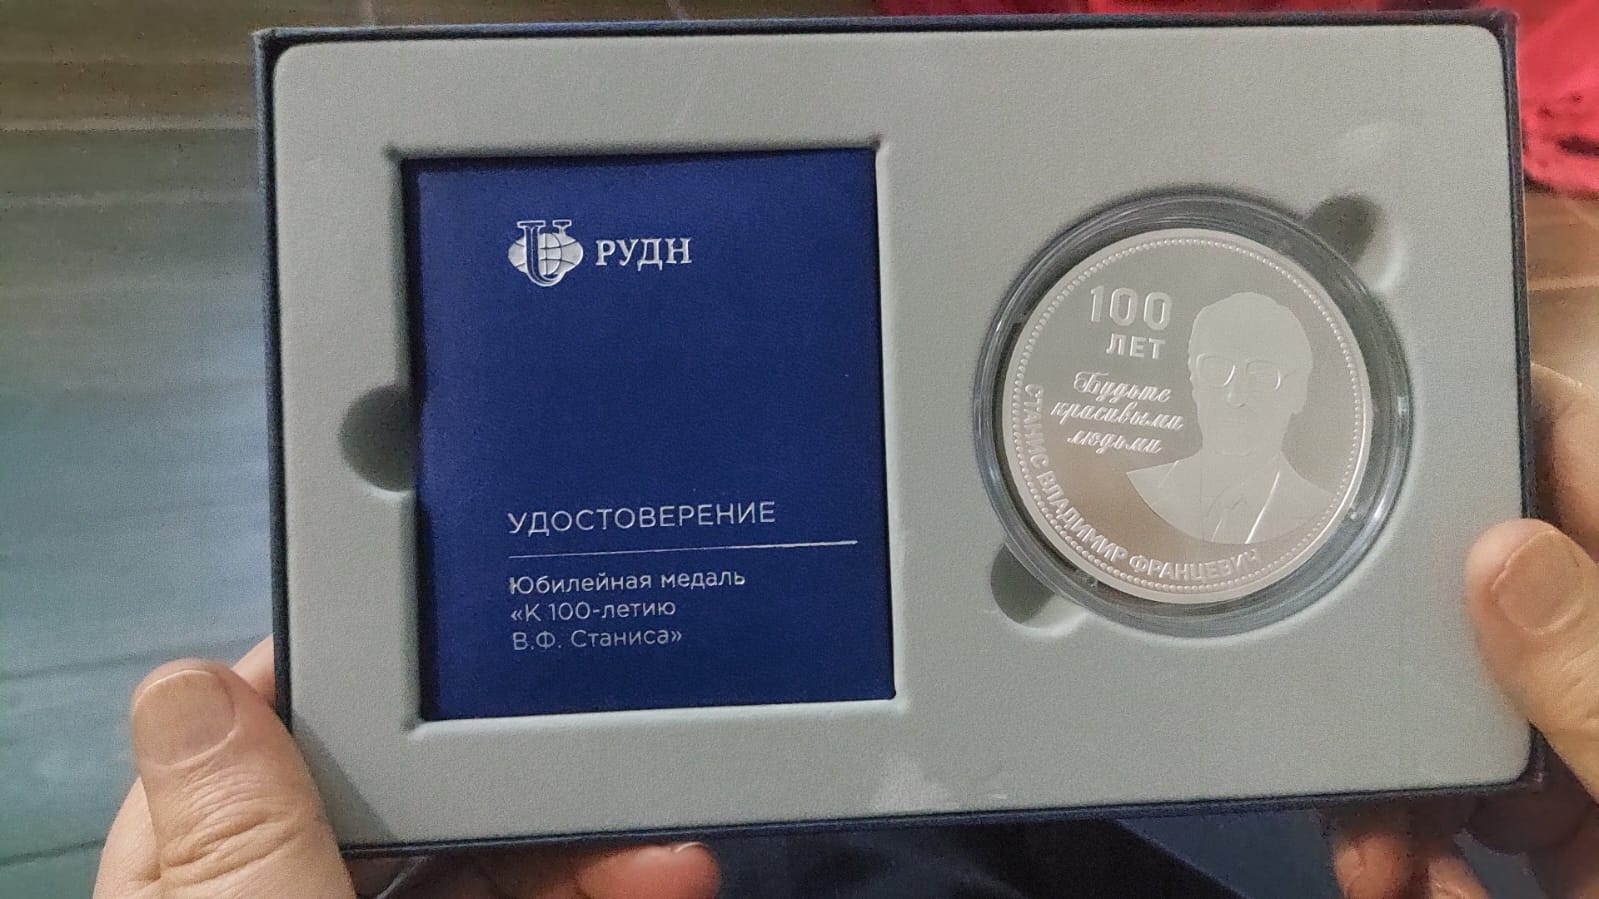 РУДН
УДОСТОВЕРЕНИЕ
Юбилейная медаль
«К 100-летию
В.Ф. Станиса»
100
ЛЕТ
Будьте
красивыми
людьми
СТАНИС ВЛАДИМИР ФРАНЦЕВИЧ